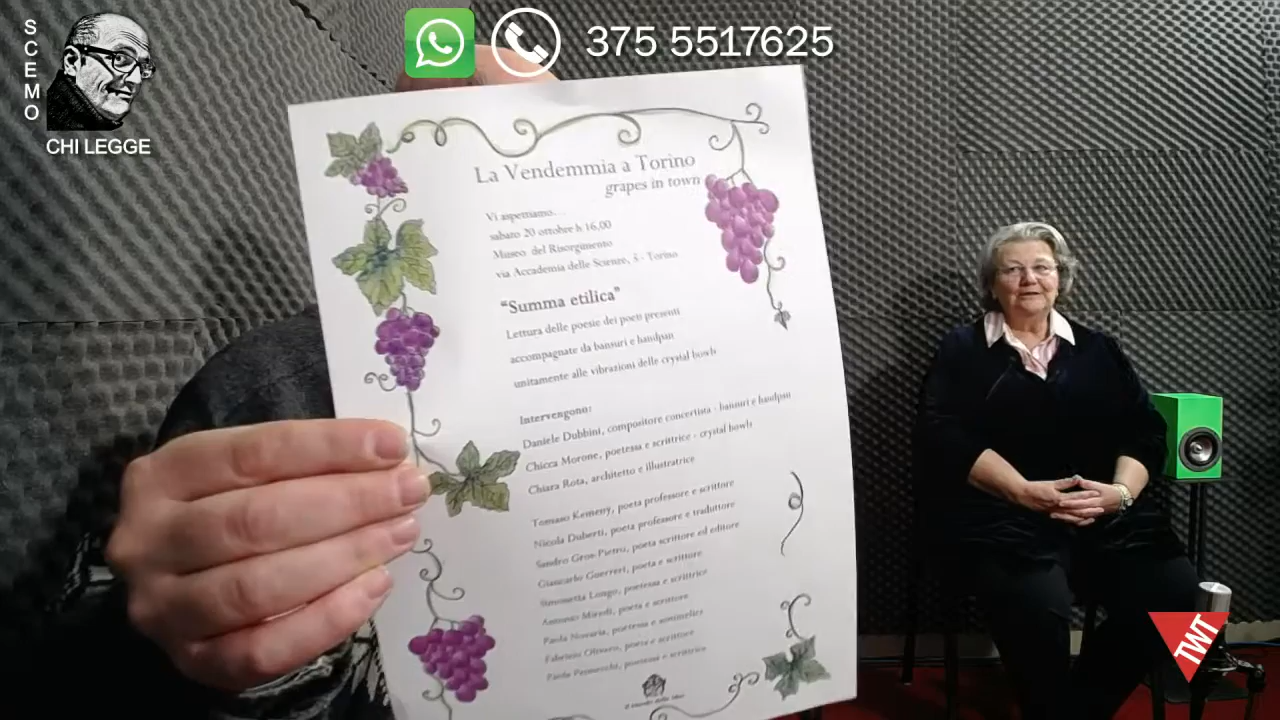 SCEMO
CHI LEGGE
375 5517625
La Vendemmia a Torino
grapes in town
Vi aspettiamo...
sabato 20 ottobre h 16,00
Museo del Risorgimento
via Accademia delle Scienze, 5 - Torino
“Summa etilica”
Lettura delle poesie dei poeti presenti
accompagnate da bansuri e handpan
unitamente alle vibrazioni delle crystal bowls
Intervengono:
Daniele Dubbini, compositore concertista - bansuri e handpan
Chicca Morone, poetessa e scrittrice - crystal bowls
Chiara Rota, architetto e illustratrice
Tomaso Kemeny, poeta professore e scrittore
Nicola Duberti, poeta professore e traduttore
Sandro Gros-Pietro, poeta scrittore ed editore
Giancarlo Guerreri, poeta e scrittore
Simonetta Longo, poetessa e scrittrice
Antonio Miredi, poeta e scrittore
Paola Novaria, poetessa e sommelier
Fabrizio Olivero, poeta e scrittore
Paola poetessa e scrittrice
TWT